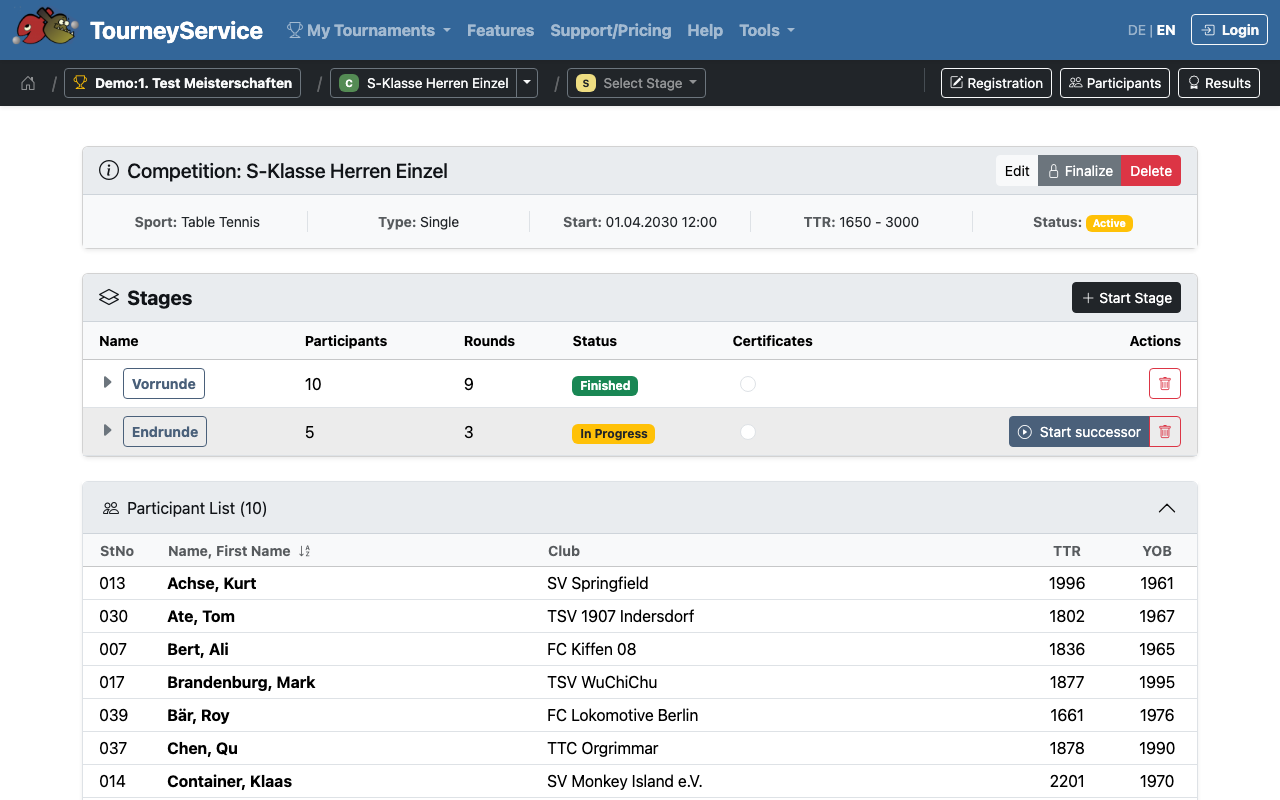 TourneyService My Tournaments Features Support/Pricing Help Tools DE | EN Login
/ Demo:1. Test Meisterschaften / C S-Klasse Herren Einzel / S Select Stage Registration Participants Results
Competition: S-Klasse Herren Einzel Edit Finalize Delete
Sport: Table Tennis Type: Single Start: 01.04.2030 12:00 TTR: 1650 - 3000 Status: Active
Stages + Start Stage
Name Participants Rounds Status Certificates Actions
Vorrunde 10 9 Finished
Endrunde 5 3 In Progress Start successor
Participant List (10)
StNo Name, First Name Club TTR YOB
013 Achse, Kurt SV Springfield 1996 1961
030 Ate, Tom TSV 1907 Indersdorf 1802 1967
007 Bert, Ali FC Kiffen 08 1836 1965
017 Brandenburg, Mark TSV WuChiChu 1877 1995
039 Bär, Roy FC Lokomotive Berlin 1661 1976
037 Chen, Qu TTC Orgrimmar 1878 1990
014 Container, Klaas SV Monkey Island e.V. 2201 1970